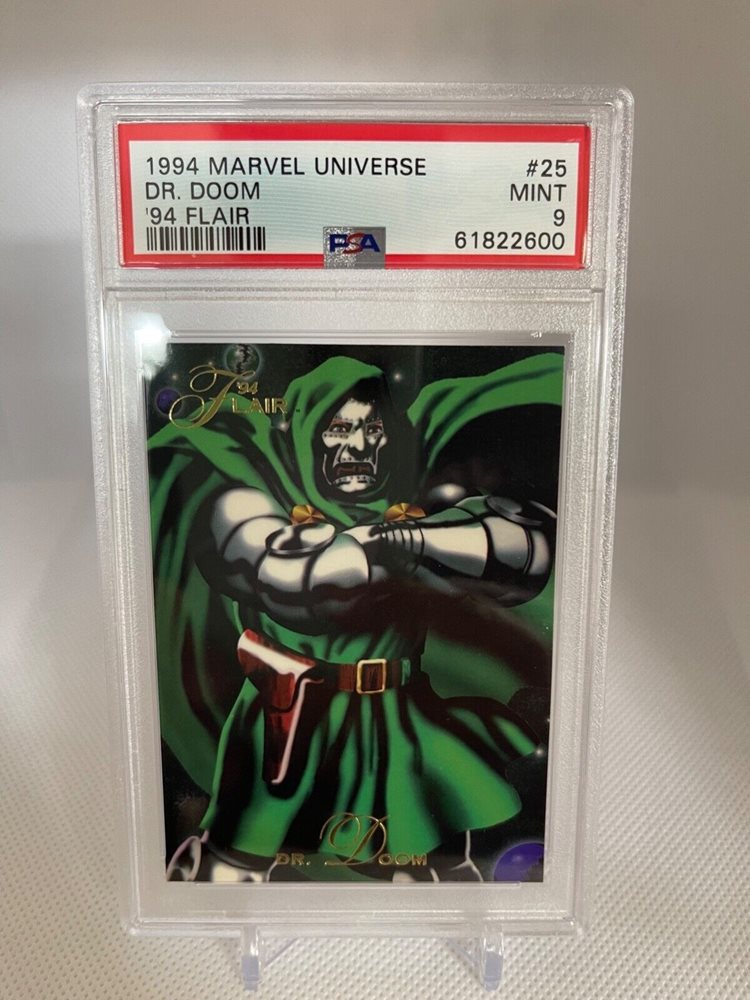 1994 MARVEL UNIVERSE #25
DR. DOOM MINT
'94 FLAIR 9
PSA 61822600
'94
FLAIR
DR. DOOM